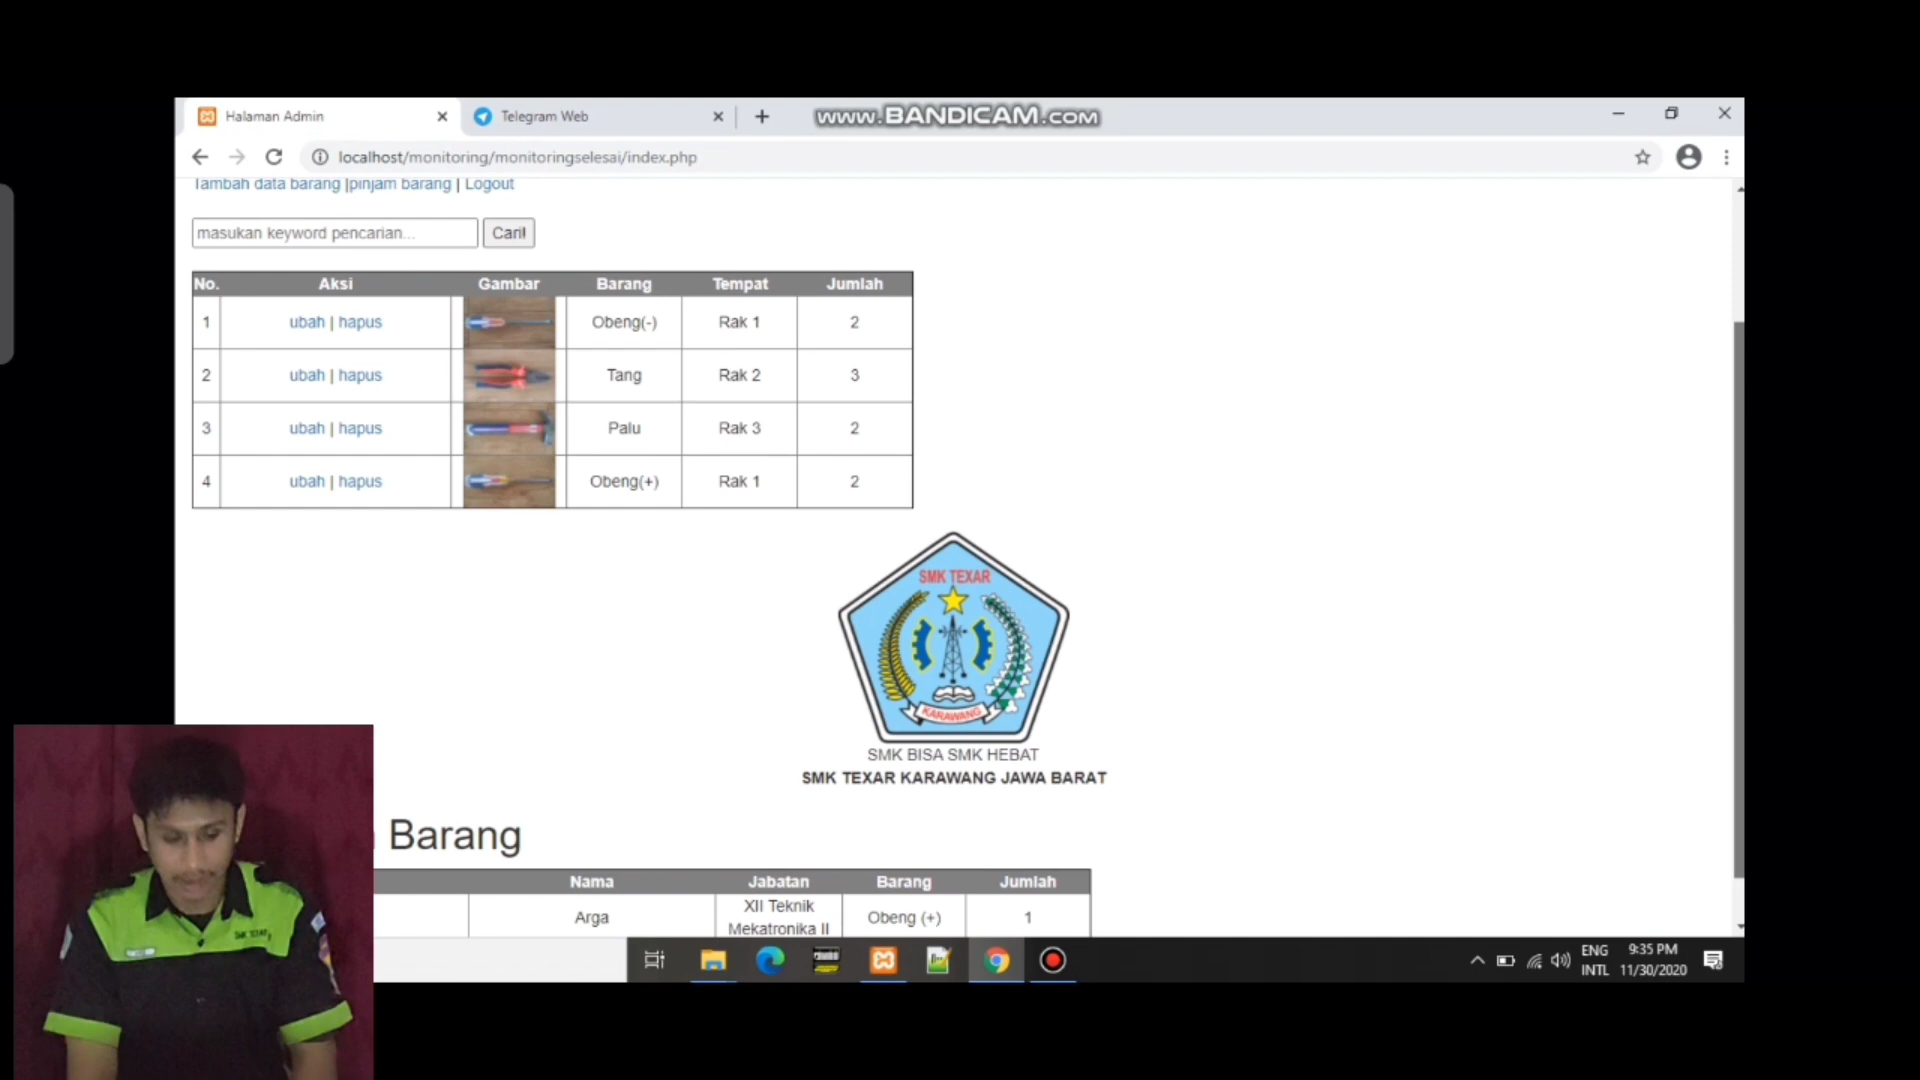 Halaman Admin
Telegram Web
www.BANDICAM.com
localhost/monitoring/monitoringselesai/index.php
Tambah data barang |pinjam barang | Logout
masukan keyword pencarian...
Cari!
No. Aksi Gambar Barang Tempat Jumlah
1 ubah | hapus Obeng(-) Rak 1 2
2 ubah | hapus Tang Rak 2 3
3 ubah | hapus Palu Rak 3 2
4 ubah | hapus Obeng(+) Rak 1 2
SMK TEXAR
KARAWANG
SMK BISA SMK HEBAT
SMK TEXAR KARAWANG JAWA BARAT
Barang
Nama Jabatan Barang Jumlah
Arga XII Teknik Mekatronika II Obeng (+) 1
SMK TEXAR
ENG 9:35 PM
INTL 11/30/2020